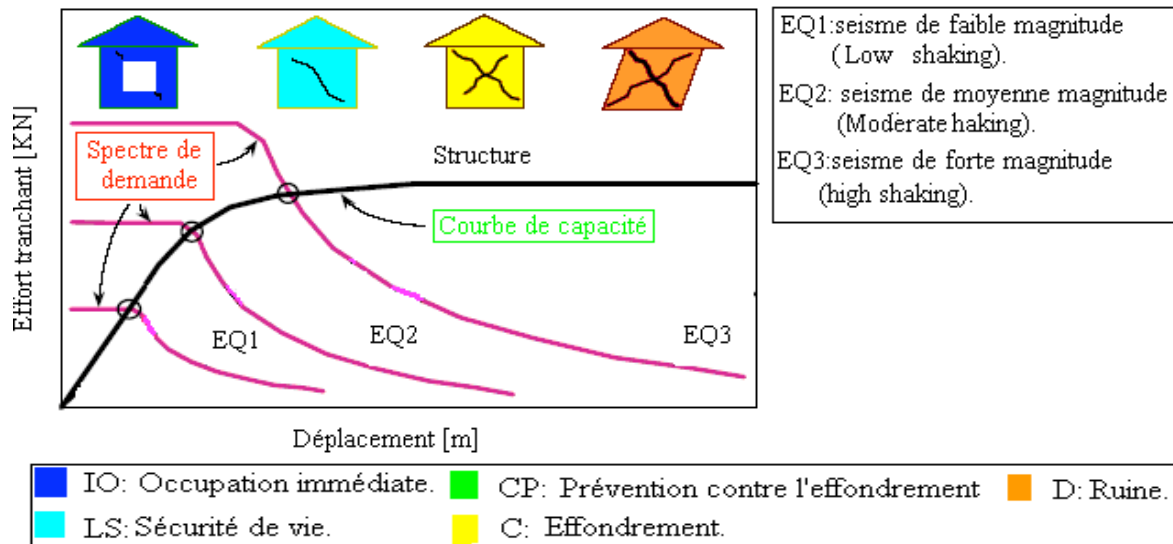 Effort tranchant [KN]
Spectre de
demande
Structure
Courbe de capacité
EQ1
EQ2
EQ3
Déplacement [m]
EQ1:seisme de faible magnitude
(Low shaking).
EQ2: seisme de moyenne magnitude
(Moderate haking).
EQ3:seisme de forte magnitude
(high shaking).
IO: Occupation immédiate.
CP: Prévention contre l'effondrement
D: Ruine.
LS: Sécurité de vie.
C: Effondrement.